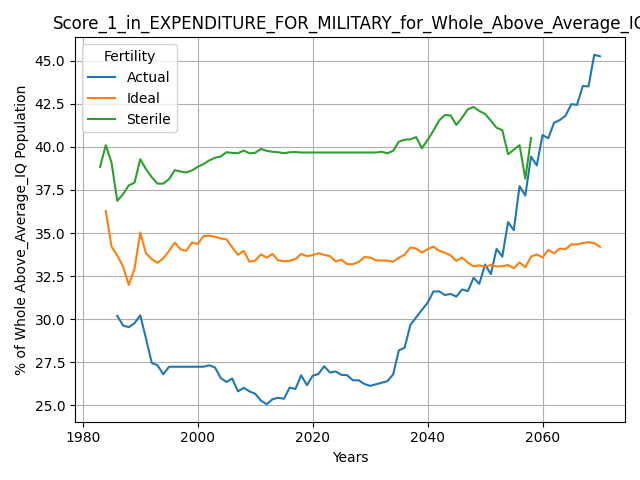 Score_1_in_EXPENDITURE_FOR_MILITARY_for_Whole_Above_Average_IQ
Fertility
Actual
Ideal
Sterile
45.0
42.5
40.0
37.5
35.0
32.5
30.0
27.5
25.0
% of Whole Above_Average_IQ Population
1980
2000
2020
2040
2060
Years